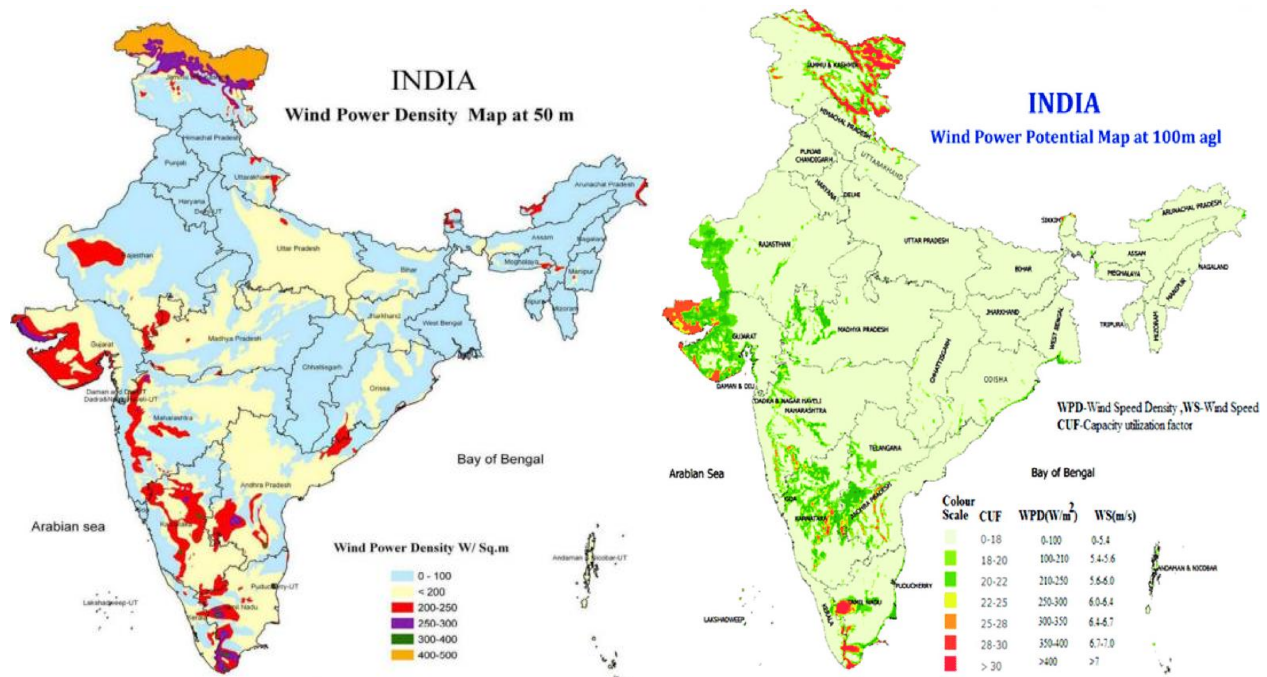 INDIA
Wind Power Density Map at 50 m
Himachal Pradesh
Punjab
Uttarakhand
Haryana
Arunachal Pradesh
Rajasthan
Uttar Pradesh
Assam
Nagaland
Bihar
Meghalaya
Manipur
Tripura
Mizoram
Jharkhand
West Bengal
Gujarat
Madhya Pradesh
Chhattisgarh
Orissa
Daman and Diu-UT
Maharashtra
Bay of Bengal
Andhra Pradesh
Arabian sea
Goa
Karnataka
Wind Power Density W/ Sq.m
0 - 100
< 200
200-250
250-300
300-400
400-500
Andaman & Nicobar-UT
Puducherry-UT
Lakshadweep-UT
Tamil Nadu
Kerala
INDIA
Wind Power Potential Map at 100m agl
JAMMU & KASHMIR
HIMACHAL PRADESH
PUNJAB
CHANDIGARH
UTTARAKHAND
HARYANA
DELHI
SIKKIM
ARUNACHAL PRADESH
RAJASTHAN
UTTAR PRADESH
ASSAM
MEGHALAYA
NAGALAND
BIHAR
MANIPUR
JHARKHAND
WEST BENGAL
TRIPURA
MIZORAM
GUJARAT
MADHYA PRADESH
CHHATTISGARH
ODISHA
DAMAN & DIU
DADRA & NAGAR HAVELI
MAHARASHTRA
WPD-Wind Speed Density ,WS-Wind Speed
CUF-Capacity utilization factor
TELANGANA
Arabian Sea
Bay of Bengal
GOA
KARNATAKA
ANDHRA PRADESH
Colour Scale CUF WPD(W/m2) WS(m/s)
0-18 0-100 0-5.4
18-20 100-210 5.4-5.6
20-22 210-250 5.6-6.0
22-25 250-300 6.0-6.4
25-28 300-350 6.4-6.7
28-30 350-400 6.7-7.0
> 30 >400 >7
PUDUCHERRY
ANDAMAN & NICOBAR
TAMIL NADU
KERALA
LAKSHADWEEP